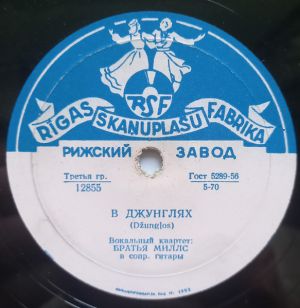 RSF
RĪGAS SKAŅUPLAŠU FABRIKA
РИЖСКИЙ ЗАВОД
Третья гр. Гост 5289-56
12855 5-70
В ДЖУНГЛЯХ
(Džungļos)
Вокальный квартет:
БРАТЬЯ МИЛЛС
в сопр. гитары